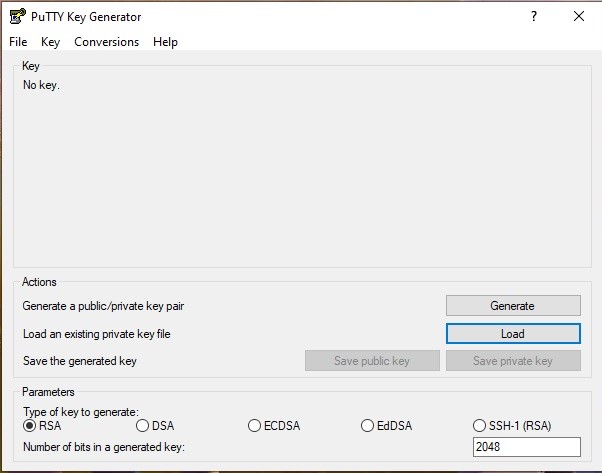 PuTTY Key Generator ?
File Key Conversions Help
Key
No key.
Actions
Generate a public/private key pair Generate
Load an existing private key file Load
Save the generated key Save public key Save private key
Parameters
Type of key to generate:
RSA DSA ECDSA EdDSA SSH-1 (RSA)
Number of bits in a generated key: 2048